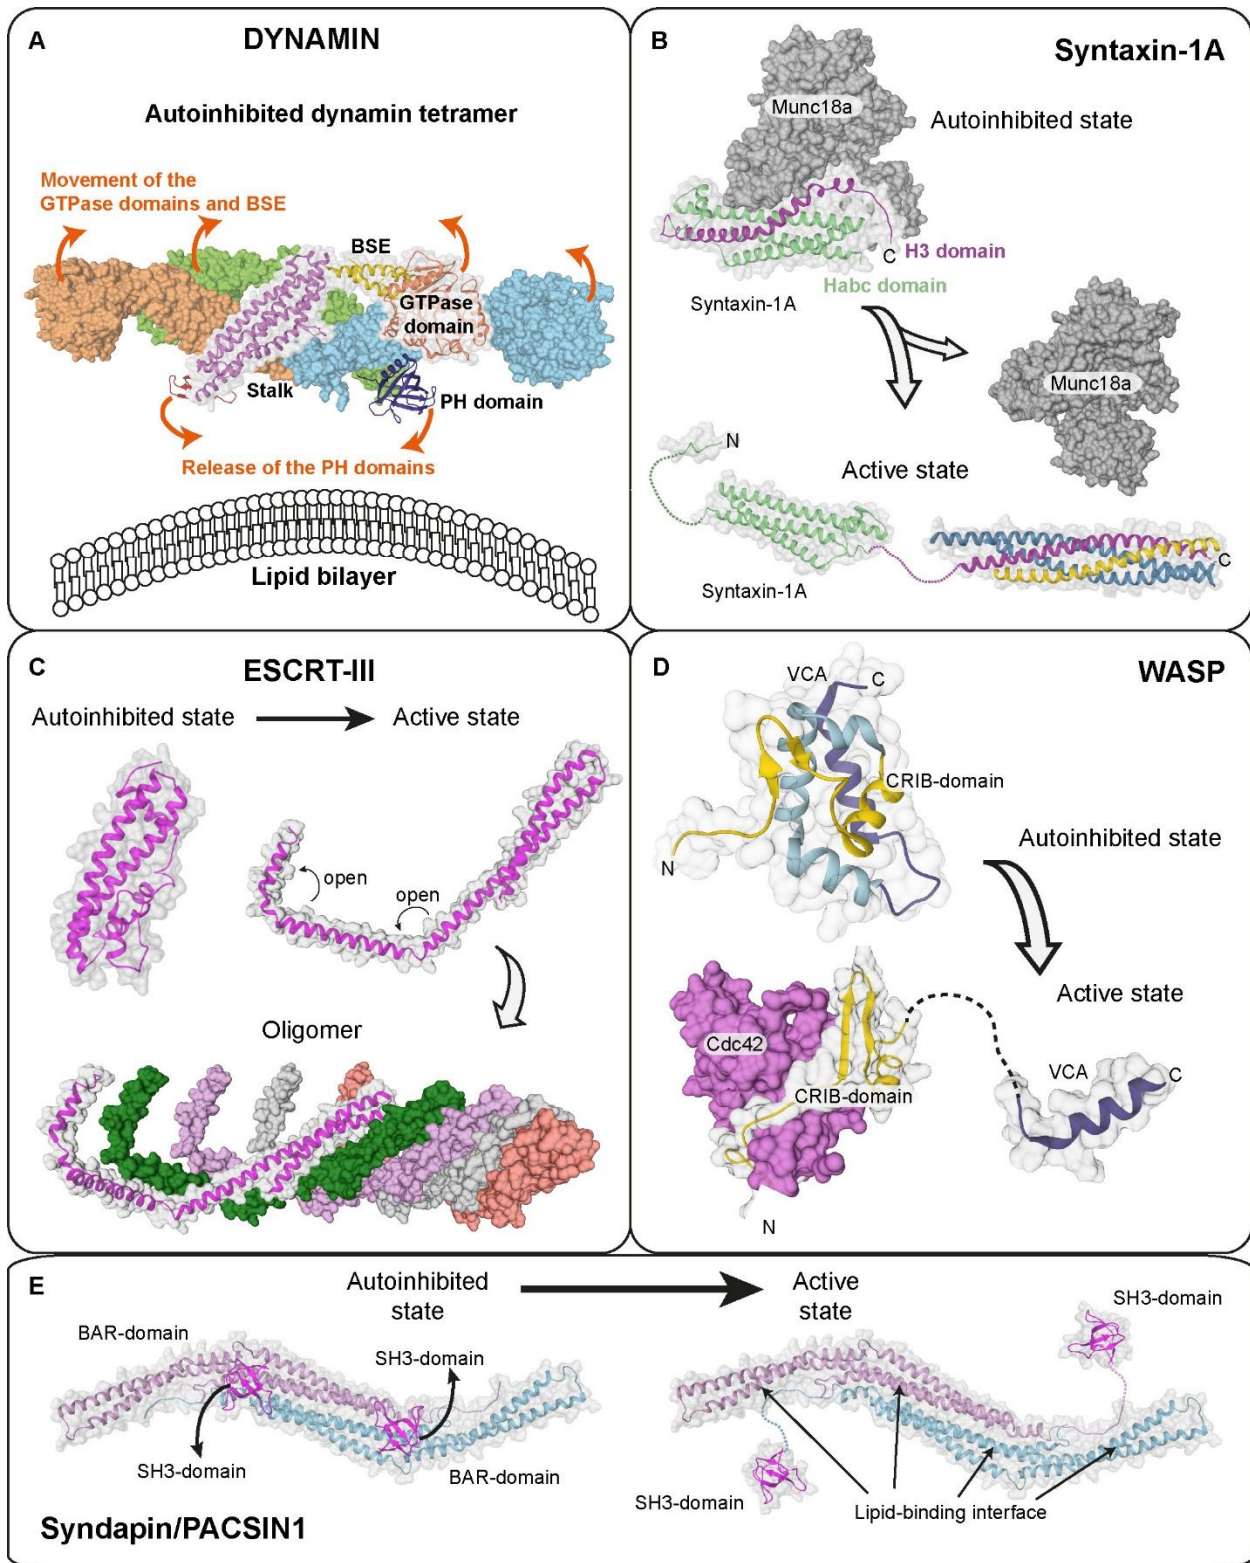 A
DYNAMIN
Autoinhibited dynamin tetramer
Movement of the
GTPase domains and BSE
BSE
GTPase
domain
Stalk
PH domain
Release of the PH domains
Lipid bilayer
B
Syntaxin-1A
Munc18a
Autoinhibited state
C
H3 domain
Habc domain
Syntaxin-1A
Munc18a
N
Active state
C
Syntaxin-1A
C
ESCRT-III
Autoinhibited state
Active state
open
open
Oligomer
D
WASP
VCA
C
CRIB-domain
N
Autoinhibited state
Active state
Cdc42
CRIB-domain
VCA
C
N
E
Autoinhibited
state
Active
state
BAR-domain
SH3-domain
SH3-domain
BAR-domain
SH3-domain
SH3-domain
Lipid-binding interface
Syndapin/PACSIN1